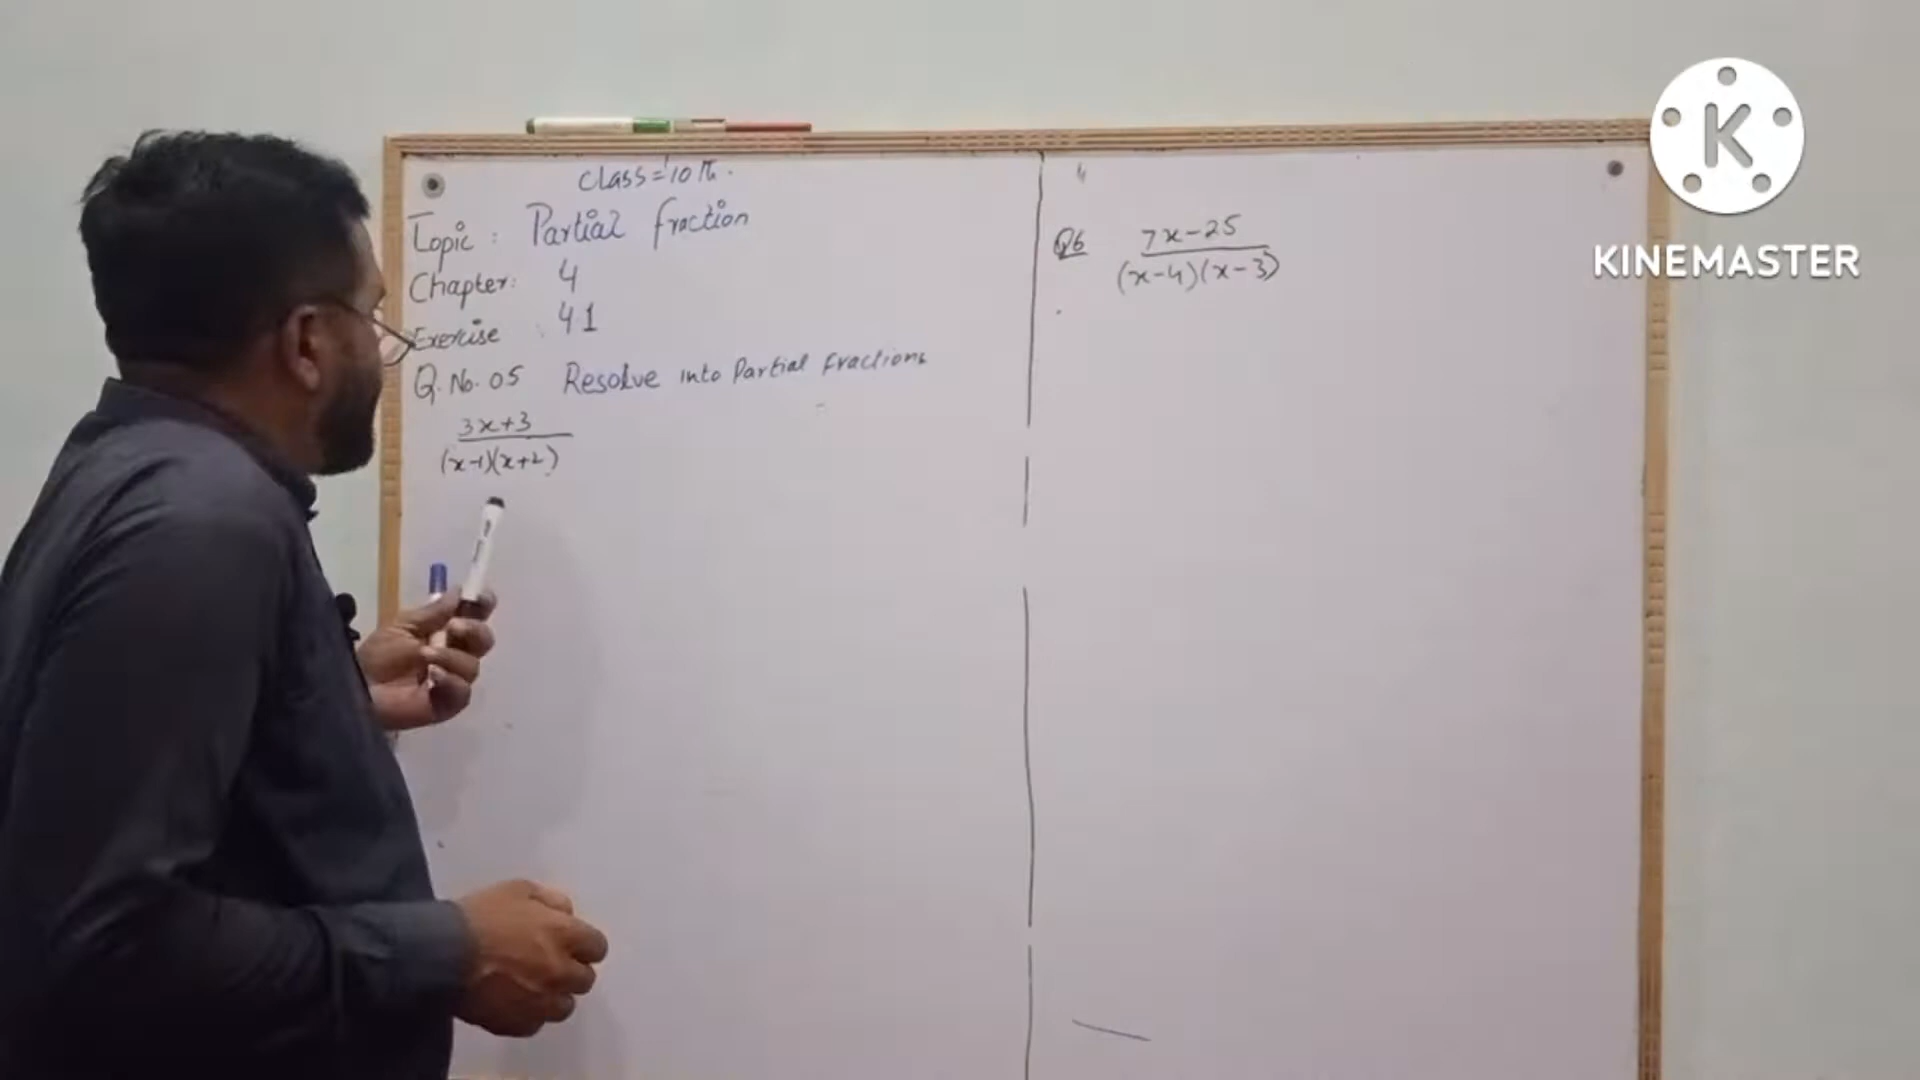 class = 10th.
Topic: Partial fraction
Chapter: 4
Exercise : 4.1
Q. No. 05 Resolve into Partial fractions
3x+3
(x-1)(x+2)
Q6 7x-25
(x-4)(x-3)
K
KINEMASTER